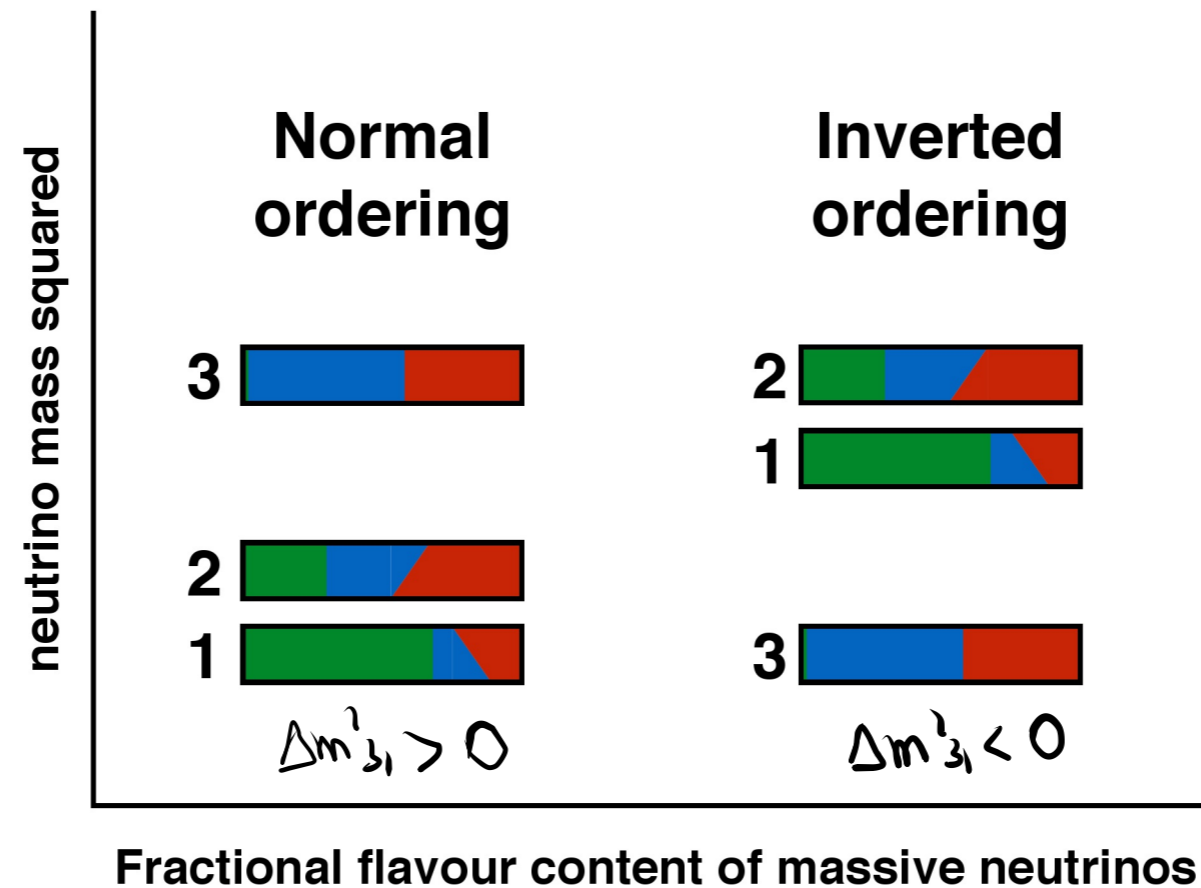 neutrino mass squared
Normal
ordering
3
2
1
Δm²₃₁ > 0
Inverted
ordering
2
1
3
Δm²₃₁ < 0
Fractional flavour content of massive neutrinos